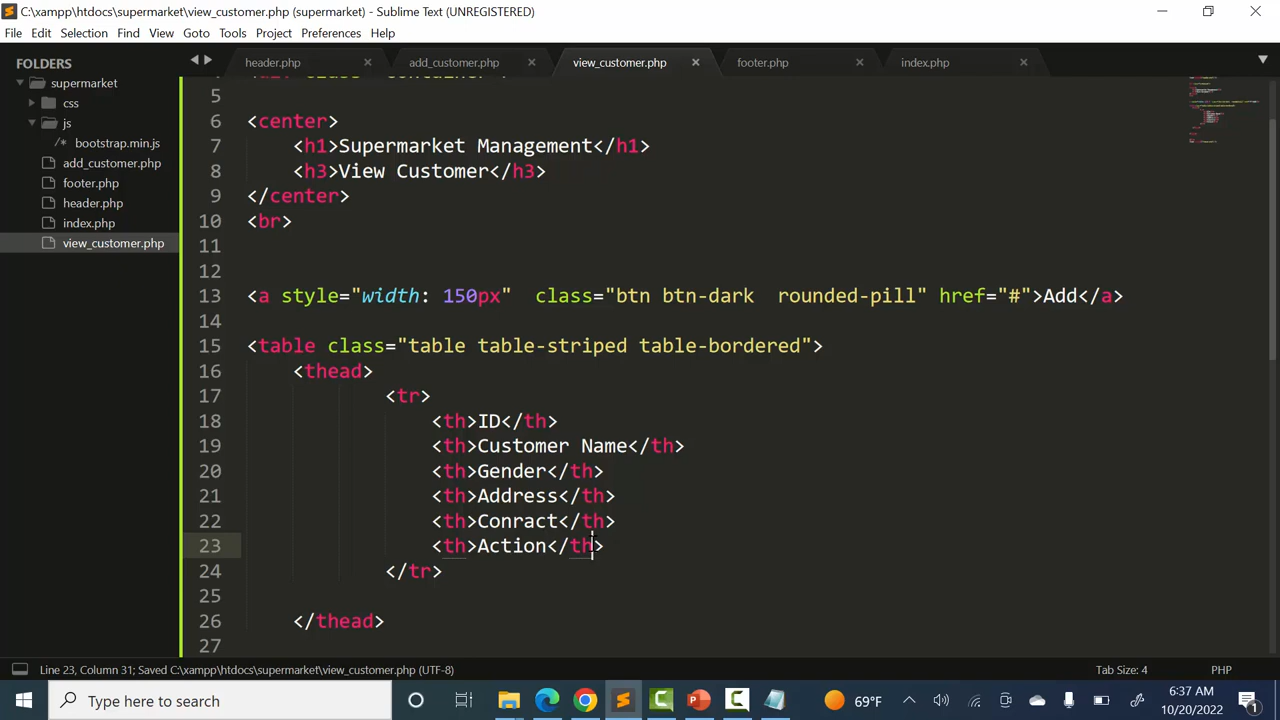 C:\xampp\htdocs\supermarket\view_customer.php (supermarket) - Sublime Text (UNREGISTERED)
File Edit Selection Find View Goto Tools Project Preferences Help
FOLDERS
supermarket
css
js
bootstrap.min.js
add_customer.php
footer.php
header.php
index.php
view_customer.php
header.php add_customer.php view_customer.php footer.php index.php
5
6 <center>
7 <h1>Supermarket Management</h1>
8 <h3>View Customer</h3>
9 </center>
10 <br>
11
12
13 <a style="width: 150px" class="btn btn-dark rounded-pill" href="#">Add</a>
14
15 <table class="table table-striped table-bordered">
16 <thead>
17 <tr>
18 <th>ID</th>
19 <th>Customer Name</th>
20 <th>Gender</th>
21 <th>Address</th>
22 <th>Conract</th>
23 <th>Action</th>
24 </tr>
25
26 </thead>
27
Line 23, Column 31; Saved C:\xampp\htdocs\supermarket\view_customer.php (UTF-8) Tab Size: 4 PHP
Type here to search 69°F 6:37 AM
10/20/2022
1